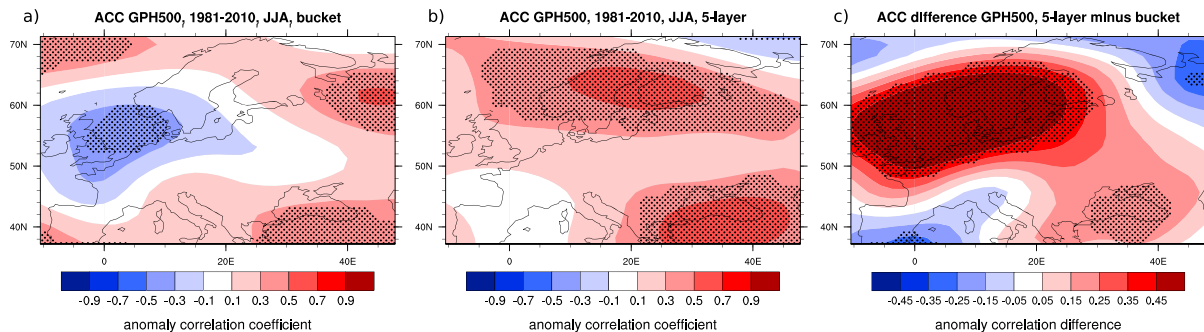 a) ACC GPH500, 1981-2010, JJA, bucket
b) ACC GPH500, 1981-2010, JJA, 5-layer
c) ACC difference GPH500, 5-layer minus bucket
70N
60N
50N
40N
0 20E 40E
-0.9 -0.7 -0.5 -0.3 -0.1 0.1 0.3 0.5 0.7 0.9
anomaly correlation coefficient
70N
60N
50N
40N
0 20E 40E
-0.9 -0.7 -0.5 -0.3 -0.1 0.1 0.3 0.5 0.7 0.9
anomaly correlation coefficient
70N
60N
50N
40N
0 20E 40E
-0.45 -0.35 -0.25 -0.15 -0.05 0.05 0.15 0.25 0.35 0.45
anomaly correlation difference